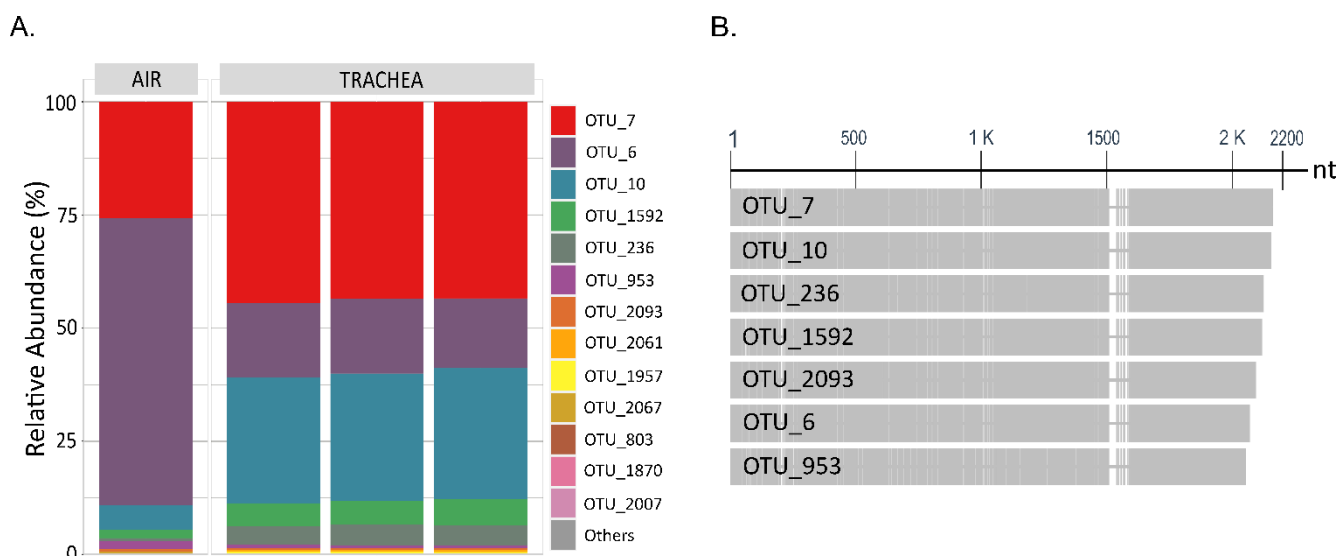 A.
AIR
TRACHEA
Relative Abundance (%)
100
75
50
25
0
OTU_7
OTU_6
OTU_10
OTU_1592
OTU_236
OTU_953
OTU_2093
OTU_2061
OTU_1957
OTU_2067
OTU_803
OTU_1870
OTU_2007
Others
B.
1 500 1 K 1500 2 K 2200
nt
OTU_7
OTU_10
OTU_236
OTU_1592
OTU_2093
OTU_6
OTU_953